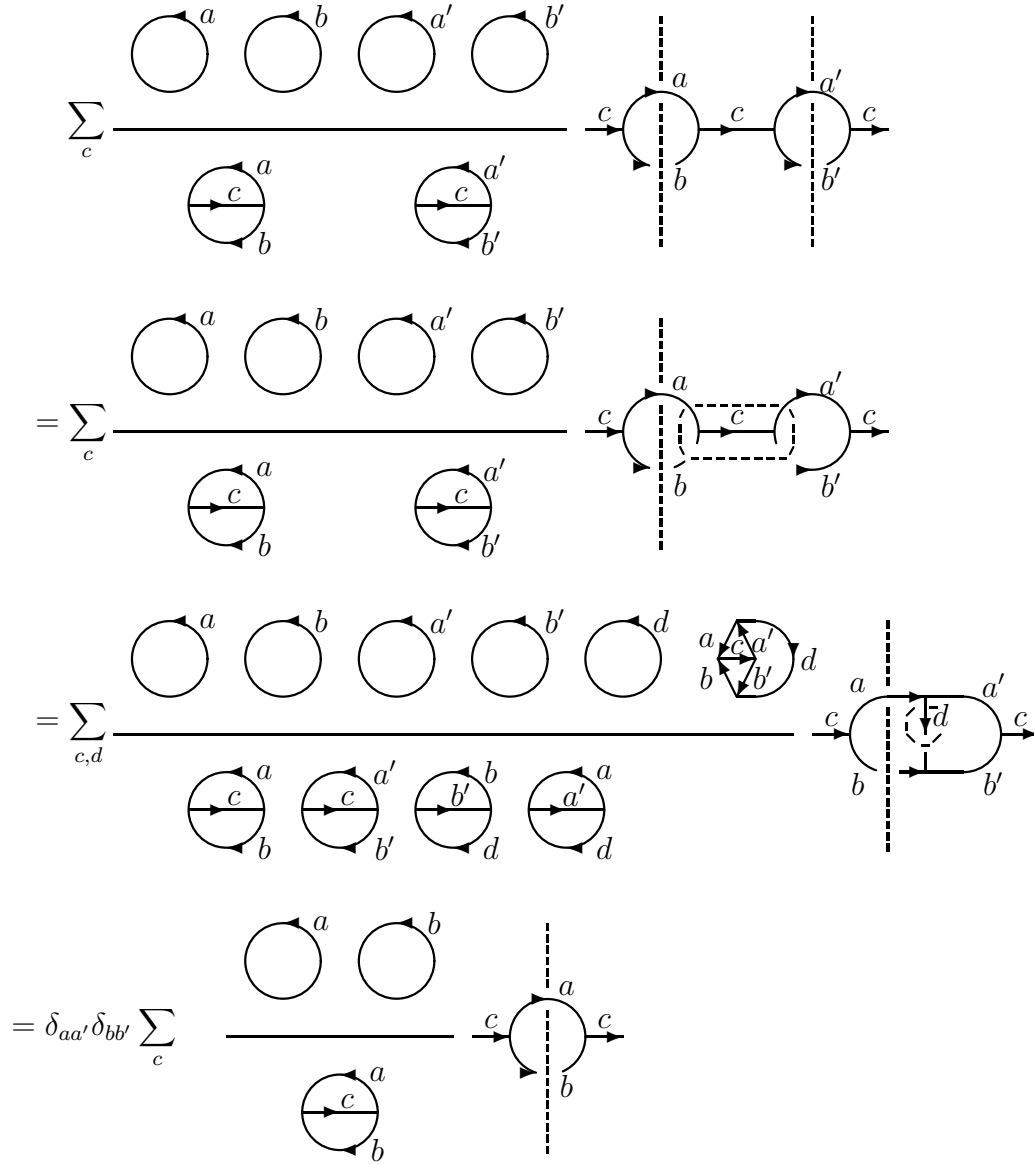 a b a′ b′
∑ c a a′
c c c
a a′ b b′
c c
b b′
a b a′ b′
= ∑ c a a′
c c c
a a′ b b′
c c
b b′
a b a′ b′ d a c a′ b b′ d
= ∑ c,d a a′
c d c
b b′
a a′ b a
c c b′ a′
b b′ d d
a b
= δaa′δbb′ ∑ c a
c c
a b
c
b